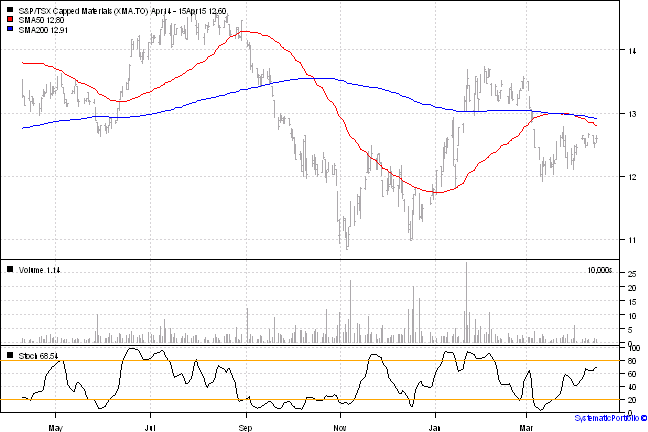 S&P/TSX Capped Materials (XMA.TO) Apr14 - 15Apr15 12.60
SMA50 12.80
SMA200 12.91
14
13
12
11
Volume 1.14
10,000s
25
20
15
10
5
0
Stoch 68.54
100
80
60
40
20
0
May Jul Sep Nov Jan Mar
SystematicPortfolio ©